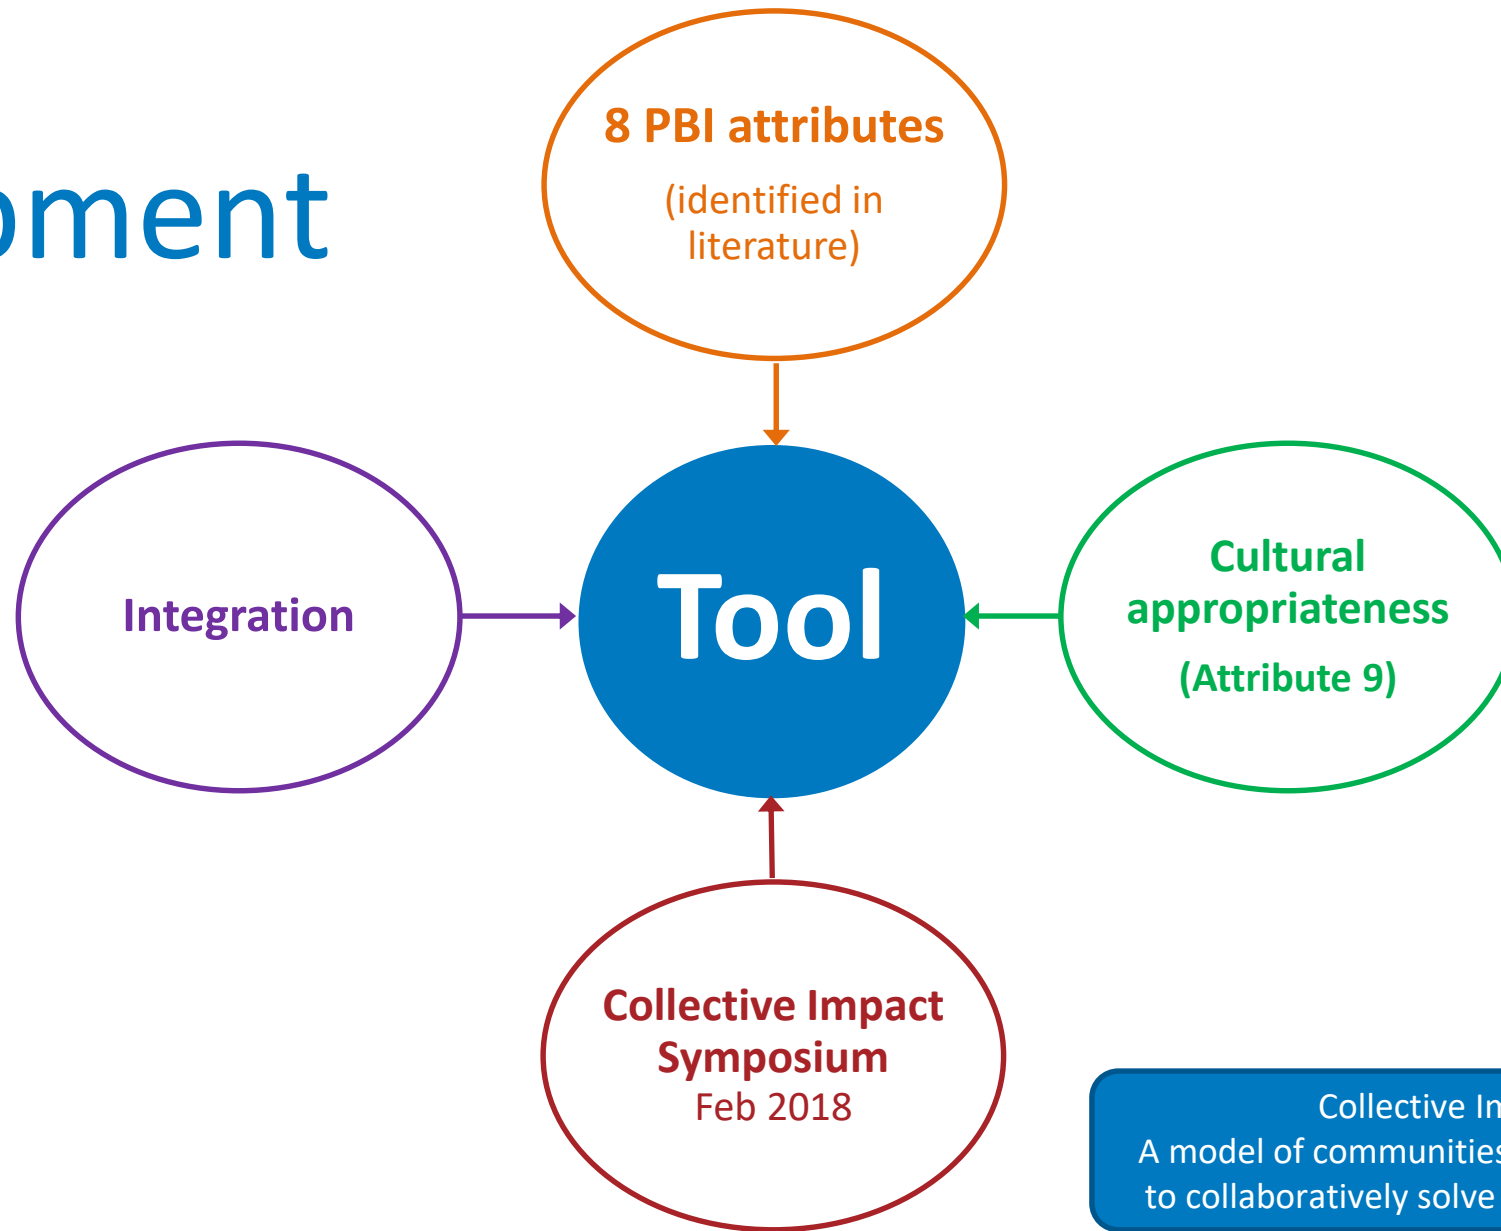 8 PBI attributes
(identified in
literature)
pment
Integration
Tool
Cultural
appropriateness
(Attribute 9)
Collective Impact
Symposium
Feb 2018
Collective Im
A model of communities
to collaboratively solve